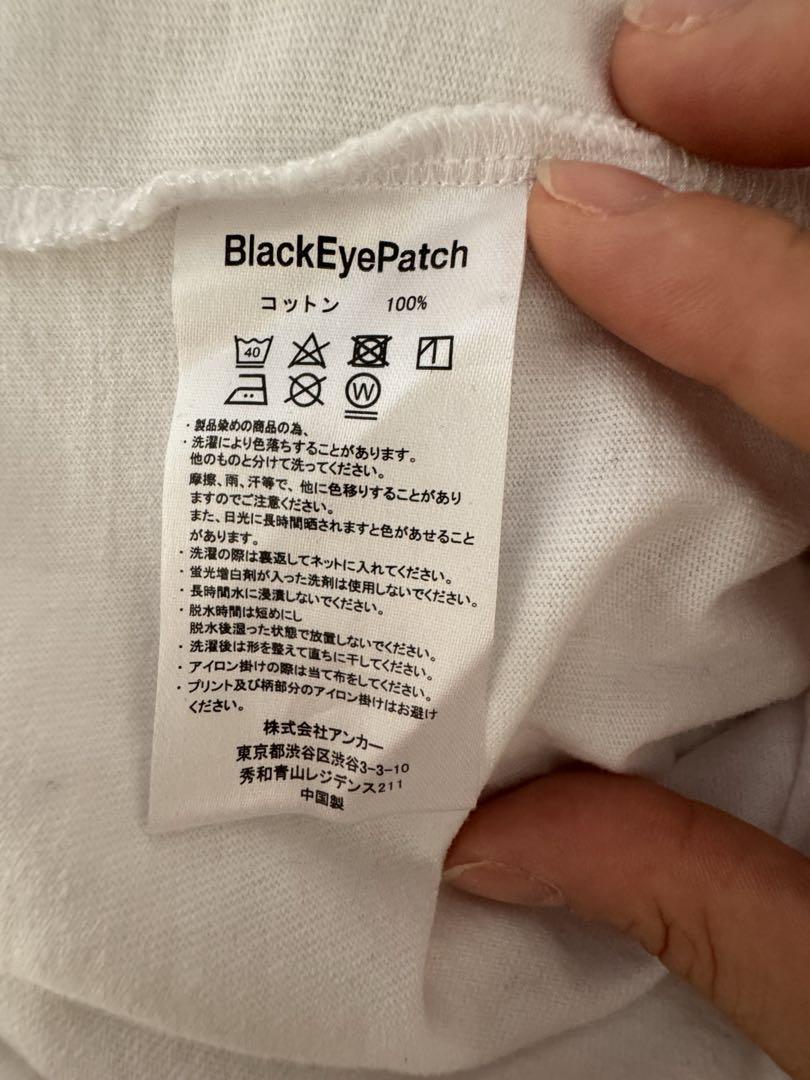 BlackEyePatch
コットン 100%
40
W
・製品染めの商品の為、
・洗濯により色落ちすることがあります。
他のものと分けて洗ってください。
摩擦、雨、汗等で、他に色移りすることがあり
ますのでご注意ください。
また、日光に長時間晒されますと色があせること
があります。
・洗濯の際は裏返してネットに入れてください。
・蛍光増白剤が入った洗剤は使用しないでください。
・長時間水に浸漬しないでください。
・脱水時間は短めにし
脱水後湿った状態で放置しないでください。
・洗濯後は形を整えて直ちに干してください。
・アイロン掛けの際は当て布をしてください。
・プリント及び柄部分のアイロン掛けはお避け
ください。
株式会社アンカー
東京都渋谷区渋谷3-3-10
秀和青山レジデンス211
中国製